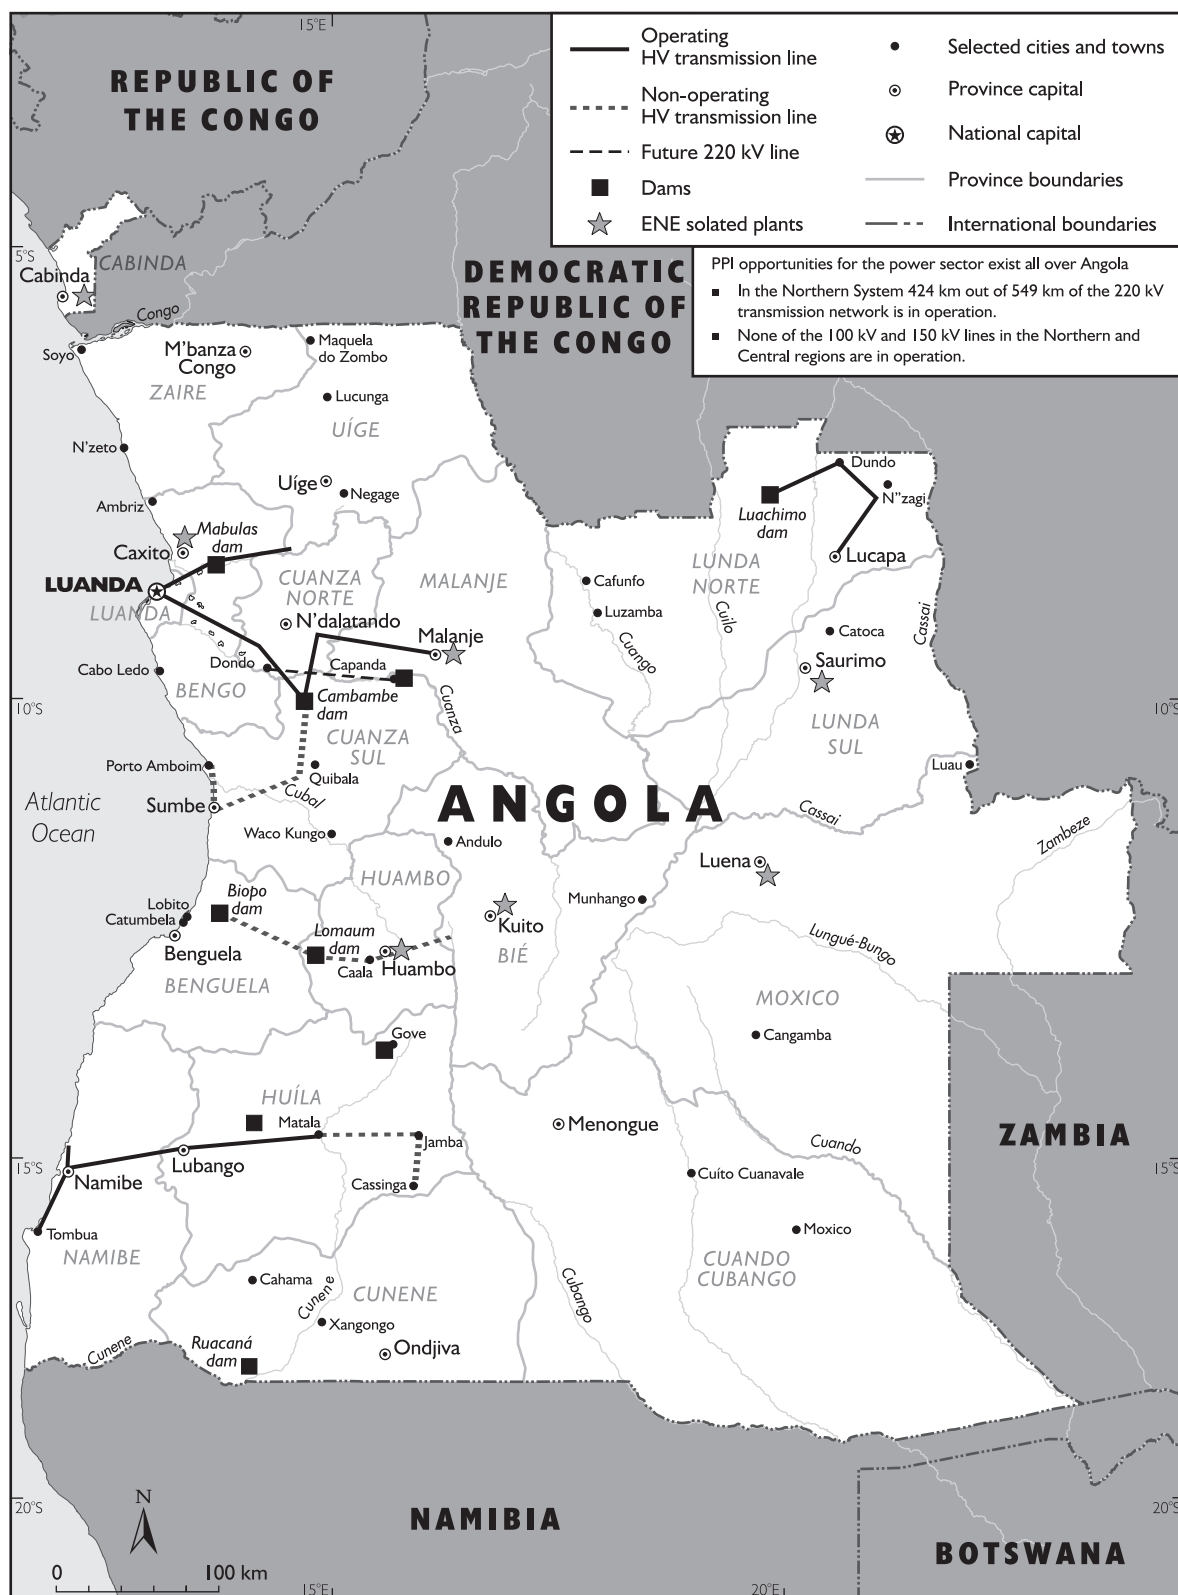 15°E
REPUBLIC OF
THE CONGO
Operating
HV transmission line
Non-operating
HV transmission line
Future 220 kV line
Dams
ENE solated plants
Selected cities and towns
Province capital
National capital
Province boundaries
International boundaries
PPI opportunities for the power sector exist all over Angola
In the Northern System 424 km out of 549 km of the 220 kV
transmission network is in operation.
None of the 100 kV and 150 kV lines in the Northern and
Central regions are in operation.
5°S
CABINDA
Cabinda
DEMOCRATIC
REPUBLIC OF
THE CONGO
Congo
Soyo
M'banza
Congo
Maquela
do Zombo
ZAIRE
Lucunga
UÍGE
N'zeto
Uíge
Negage
Ambriz
Dundo
N"zagi
Luachimo
dam
Mabulas
dam
Caxito
Lucapa
LUANDA
LUANDA
CUANZA
NORTE
MALANJE
LUNDA
NORTE
Cafunfo
Luzamba
Cuilo
Cassai
N'dalatando
Malanje
Catoca
Cuango
Saurimo
Dondo
Capanda
Cabo Ledo
BENGO
Cambambe
dam
Cuanza
10°S
10°S
CUANZA
SUL
LUNDA
SUL
Porto Amboim
Quibala
Luau
Cubal
Sumbe
ANGOLA
Atlantic
Ocean
Cassai
Zambeze
Waco Kungo
Andulo
HUAMBO
Luena
Biopo
dam
Lobito
Catumbela
Munhango
Kuito
Lomaum
dam
Benguela
Huambo
Caala
BIÉ
Lungué-Bungo
BENGUELA
MOXICO
Gove
Cangamba
HUÍLA
Matala
Jamba
Menongue
ZAMBIA
Cuando
Lubango
15°S
15°S
Namibe
Cassinga
Cuíto Cuanavale
Tombua
Moxico
NAMIBE
CUANDO
CUBANGO
Cahama
Cunene
CUNENE
Cubango
Xangongo
Cunene
Ruacaná
dam
Ondjiva
N
20°S
20°S
NAMIBIA
BOTSWANA
0
100 km
15°E
20°E